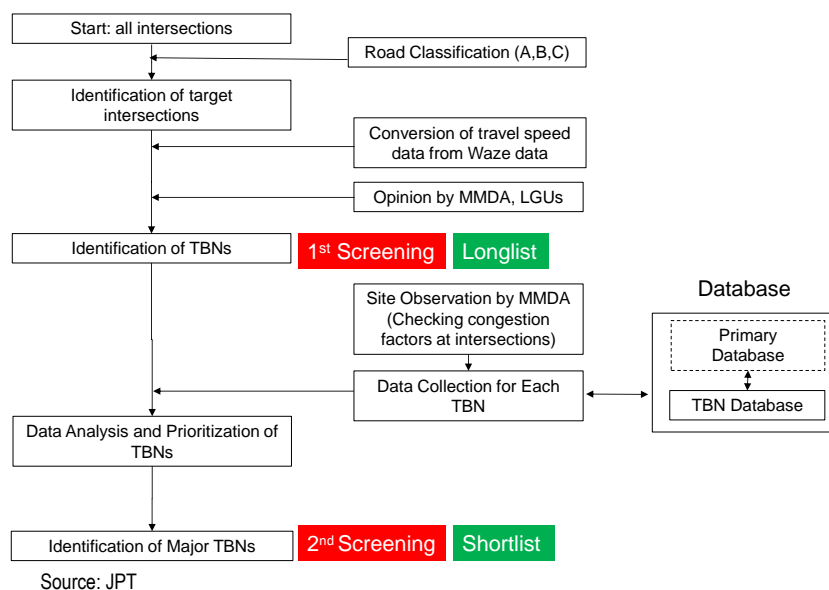 Start: all intersections
Road Classification (A,B,C)
Identification of target
intersections
Conversion of travel speed
data from Waze data
Opinion by MMDA, LGUs
Identification of TBNs
1st Screening
Longlist
Site Observation by MMDA
(Checking congestion
factors at intersections)
Database
Primary
Database
Data Collection for Each
TBN
TBN Database
Data Analysis and Prioritization of
TBNs
Identification of Major TBNs
2nd Screening
Shortlist
Source: JPT